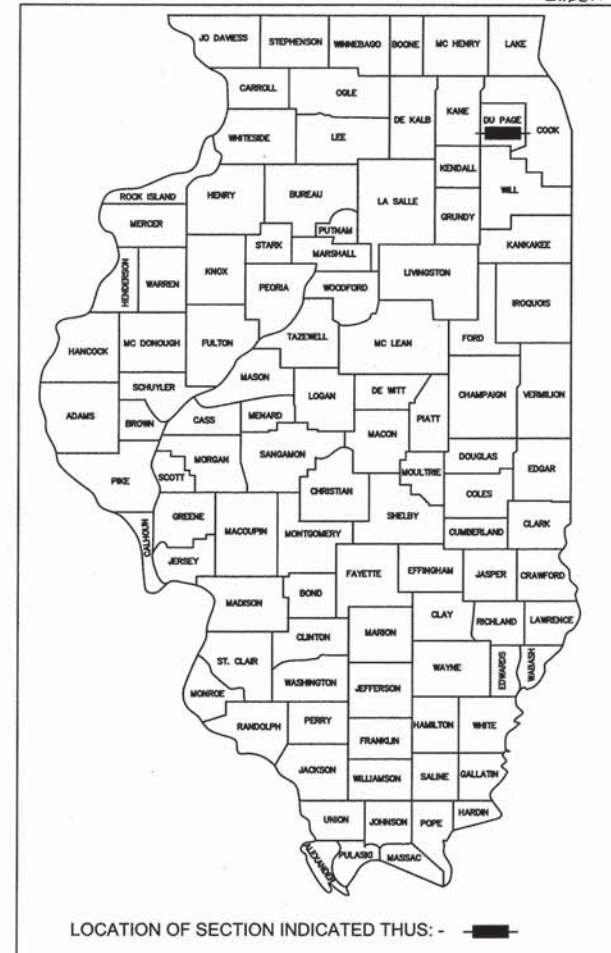 JO DAVIESS STEPHENSON WINNEBAGO BOONE MC HENRY LAKE
CARROLL OGLE DE KALB KANE DU PAGE COOK
WHITESIDE LEE
KENDALL
ROCK ISLAND HENRY BUREAU LA SALLE GRUNDY WILL
MERCER PUTNAM
STARK MARSHALL KANKAKEE
HENDERSON WARREN KNOX PEORIA WOODFORD LIVINGSTON
IROQUOIS
TAZEWELL MC LEAN FORD
HANCOCK MC DONOUGH FULTON
MASON
SCHUYLER LOGAN DE WITT CHAMPAIGN VERMILION
ADAMS BROWN CASS MENARD MACON PIATT
MORGAN SANGAMON DOUGLAS EDGAR
PIKE SCOTT CHRISTIAN MOULTRIE
COLES
GREENE MACOUPIN MONTGOMERY SHELBY CUMBERLAND CLARK
CALHOUN JERSEY
FAYETTE EFFINGHAM JASPER CRAWFORD
MADISON BOND
CLAY RICHLAND LAWRENCE
CLINTON MARION
ST. CLAIR WAYNE EDWARDS WABASH
WASHINGTON JEFFERSON
MONROE
RANDOLPH PERRY HAMILTON WHITE
FRANKLIN
JACKSON WILLIAMSON SALINE GALLATIN
UNION JOHNSON POPE HARDIN
ALEXANDER PULASKI MASSAC
LOCATION OF SECTION INDICATED THUS: -